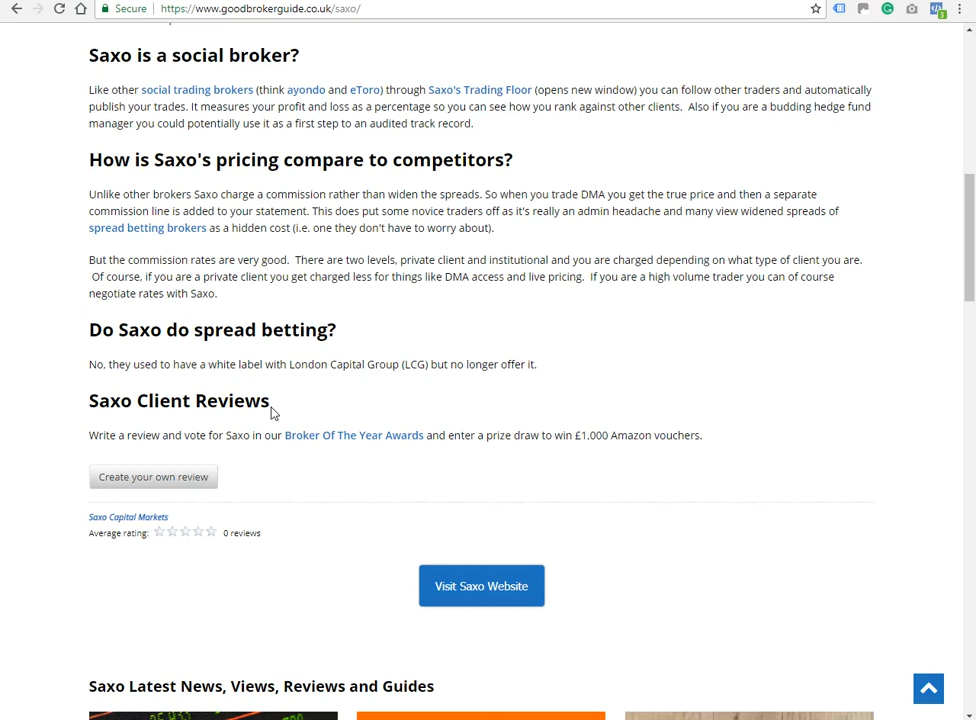 Secure https://www.goodbrokerguide.co.uk/saxo/
3
Saxo is a social broker?
Like other social trading brokers (think ayondo and eToro) through Saxo's Trading Floor (opens new window) you can follow other traders and automatically
publish your trades. It measures your profit and loss as a percentage so you can see how you rank against other clients. Also if you are a budding hedge fund
manager you could potentially use it as a first step to an audited track record.
How is Saxo's pricing compare to competitors?
Unlike other brokers Saxo charge a commission rather than widen the spreads. So when you trade DMA you get the true price and then a separate
commission line is added to your statement. This does put some novice traders off as it's really an admin headache and many view widened spreads of
spread betting brokers as a hidden cost (i.e. one they don't have to worry about).
But the commission rates are very good. There are two levels, private client and institutional and you are charged depending on what type of client you are.
Of course, if you are a private client you get charged less for things like DMA access and live pricing. If you are a high volume trader you can of course
negotiate rates with Saxo.
Do Saxo do spread betting?
No, they used to have a white label with London Capital Group (LCG) but no longer offer it.
Saxo Client Reviews
Write a review and vote for Saxo in our Broker Of The Year Awards and enter a prize draw to win £1,000 Amazon vouchers.
Create your own review
Saxo Capital Markets
Average rating: 0 reviews
Visit Saxo Website
Saxo Latest News, Views, Reviews and Guides